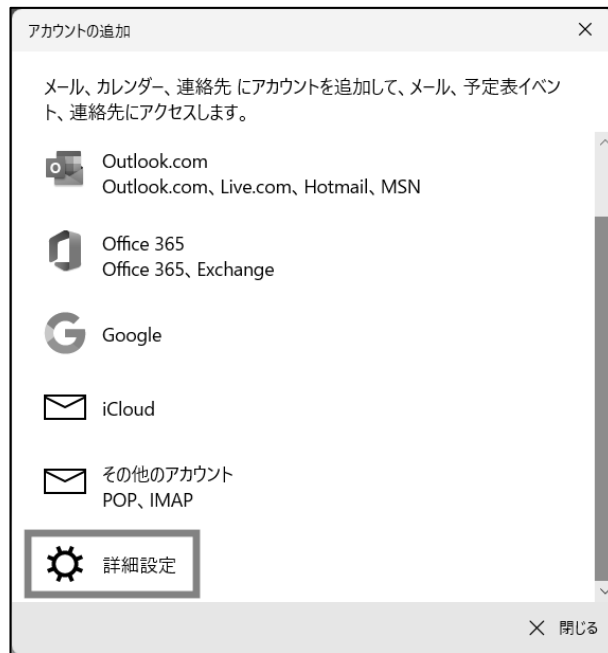 アカウントの追加
メール、カレンダー、連絡先 にアカウントを追加して、メール、予定表イベン
ト、連絡先にアクセスします。
Outlook.com
Outlook.com、Live.com、Hotmail、MSN
Office 365
Office 365、Exchange
Google
iCloud
その他のアカウント
POP、IMAP
詳細設定
閉じる